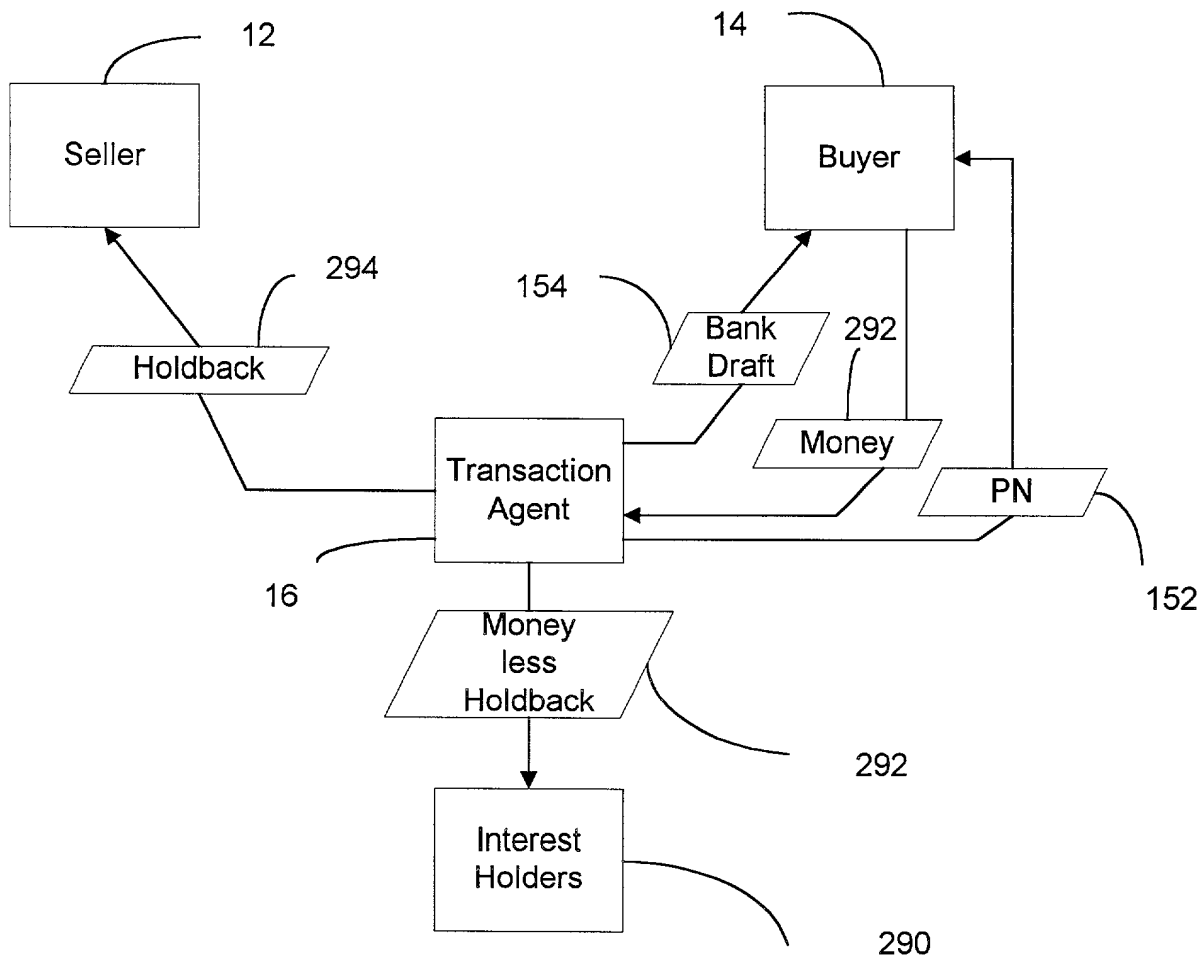 12
14
Seller
Buyer
294
154
Bank
Draft
292
Holdback
Money
Transaction
Agent
PN
16
152
Money
less
Holdback
292
Interest
Holders
290